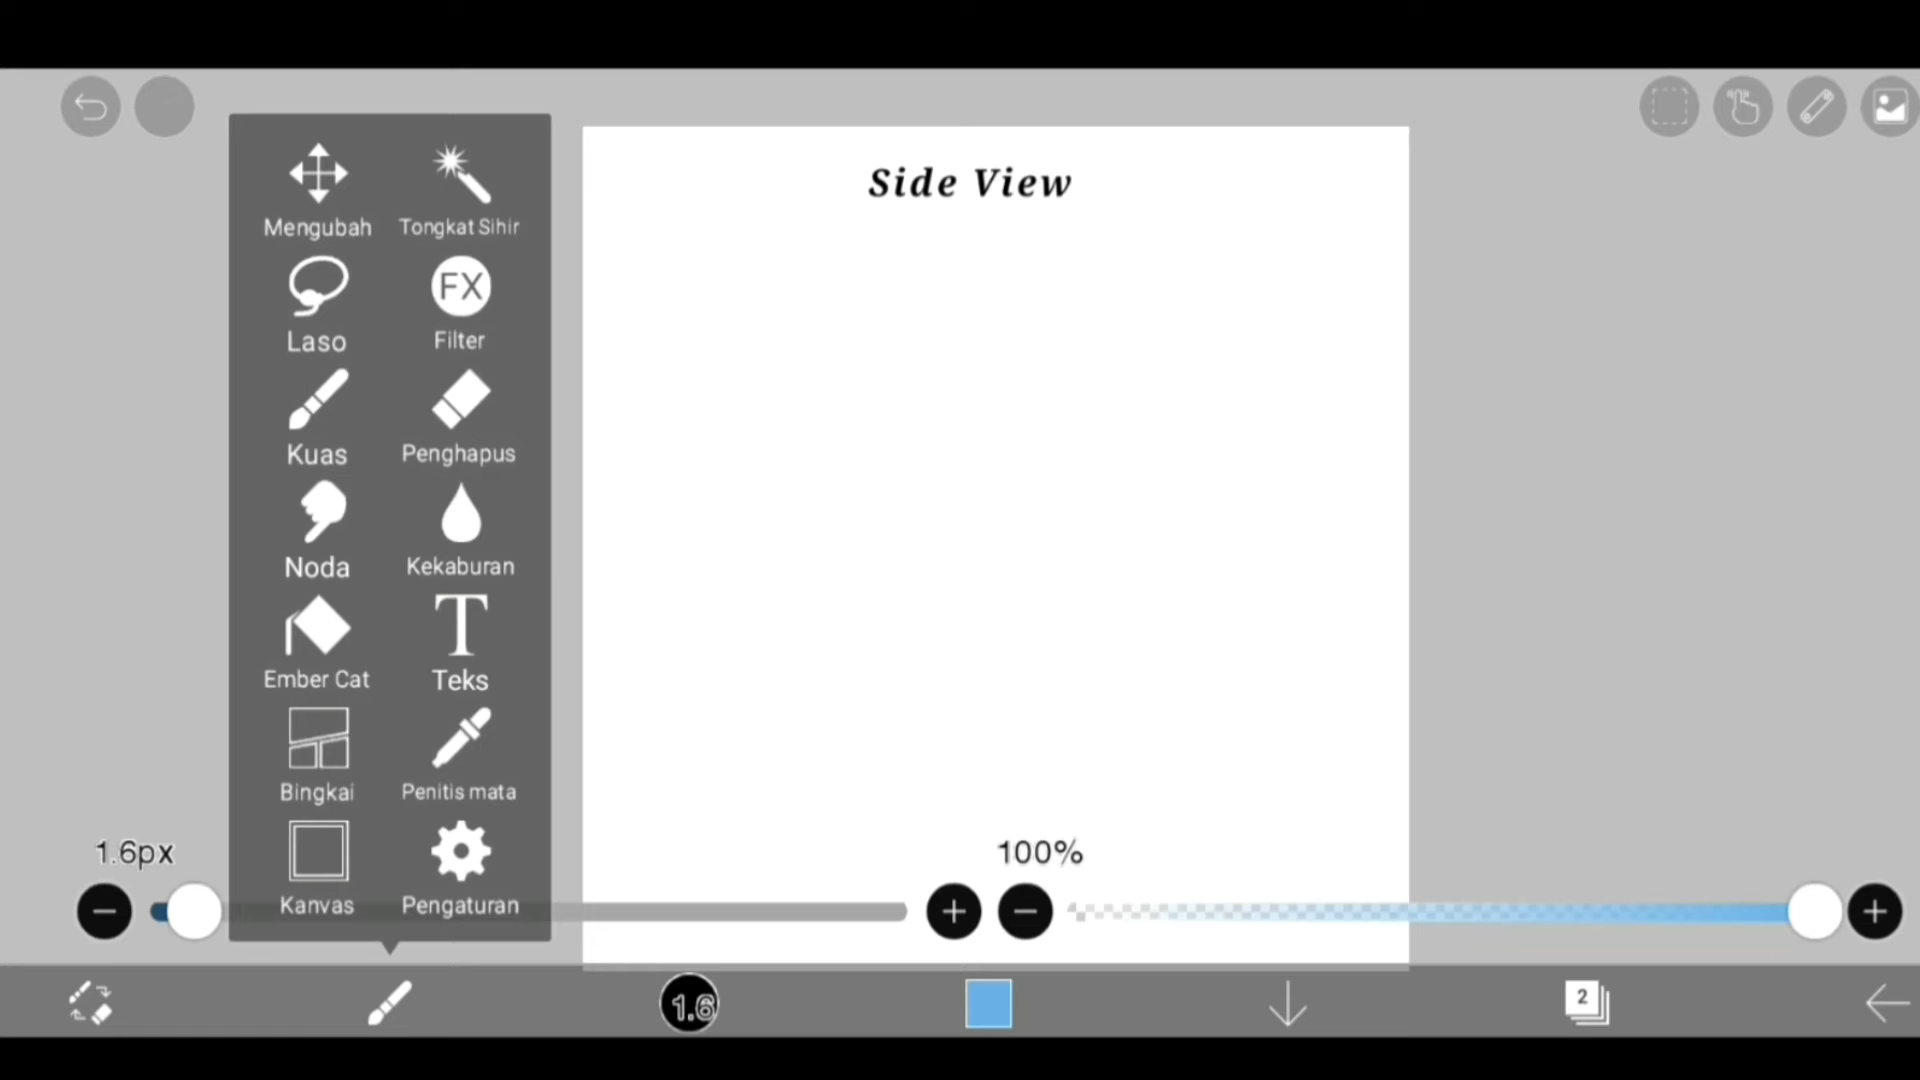 Side View
Mengubah Tongkat Sihir
FX
Laso Filter
Kuas Penghapus
Noda Kekaburan
T
Ember Cat Teks
Bingkai Penitis mata
Kanvas Pengaturan
1.6px 100%
1.6 2